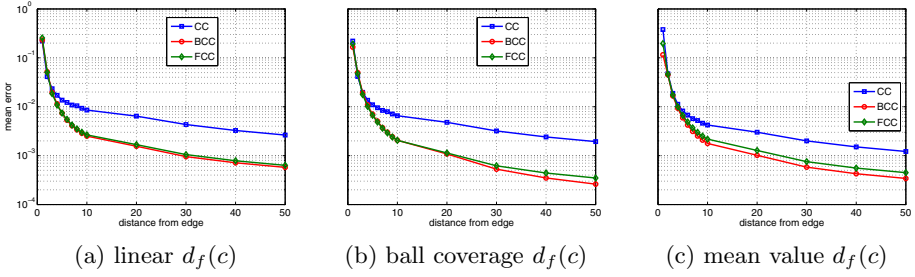 10^0
10^{-1}
10^{-2}
10^{-3}
10^{-4}
mean error
CC
BCC
FCC
0 10 20 30 40 50
distance from edge
(a) linear d_f(c)
CC
BCC
FCC
0 10 20 30 40 50
distance from edge
(b) ball coverage d_f(c)
CC
BCC
FCC
0 10 20 30 40 50
distance from edge
(c) mean value d_f(c)